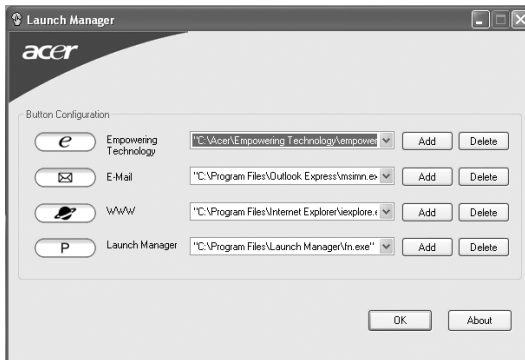 Launch Manager
acer
Button Configuration
e Empowering Technology "C:\Acer\Empowering Technology\empower Add Delete
E-Mail "C:\Program Files\Outlook Express\msimn.ex Add Delete
WWW "C:\Program Files\Internet Explorer\iexplore.e Add Delete
P Launch Manager "C:\Program Files\Launch Manager\fn.exe" Add Delete
OK About